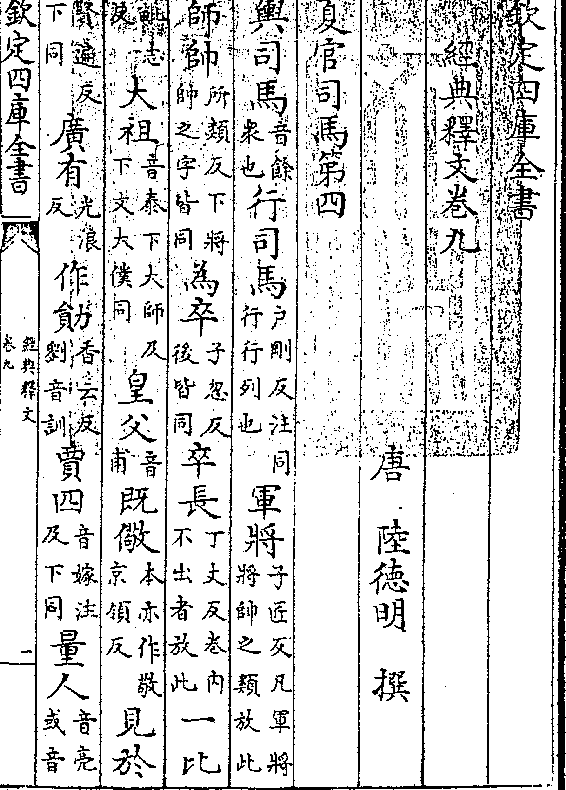 欽定四庫全書
經典釋文卷九
唐 陸德明 撰
夏官司馬第四
輿司馬音餘衆也行司馬户剛反注同行行列也軍將子匠反凡軍將將帥之類放此
師帥所類反下將帥之字皆同為卒子忽反後皆同卒長丁丈反卷内不出者放此一比
毗志反大祖音泰下大師及下文大僕同皇父音甫既儆本亦作敬京領反見於
賢遍反下同廣有光浪反作勛香云反劉音訓賈四音嫁注及下同量人音亮或音
欽定四庫全書
經典釋文
卷九
一